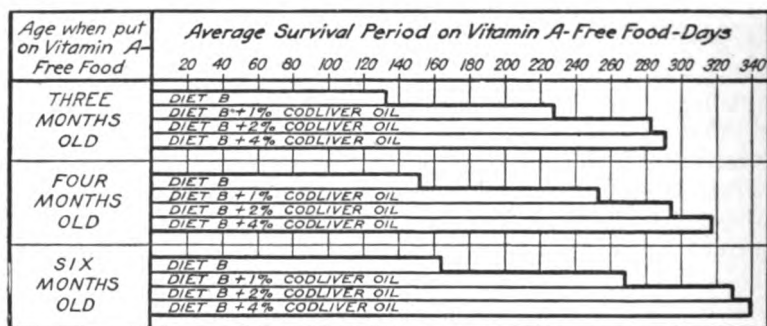 Age when put on Vitamin A-Free Food
Average Survival Period on Vitamin A-Free Food-Days
20 40 60 80 100 120 140 160 180 200 220 240 260 280 300 320 340
THREE MONTHS OLD
DIET B
DIET B+1% CODLIVER OIL
DIET B+2% CODLIVER OIL
DIET B+4% CODLIVER OIL
FOUR MONTHS OLD
DIET B
DIET B+1% CODLIVER OIL
DIET B+2% CODLIVER OIL
DIET B+4% CODLIVER OIL
SIX MONTHS OLD
DIET B
DIET B+1% CODLIVER OIL
DIET B+2% CODLIVER OIL
DIET B+4% CODLIVER OIL